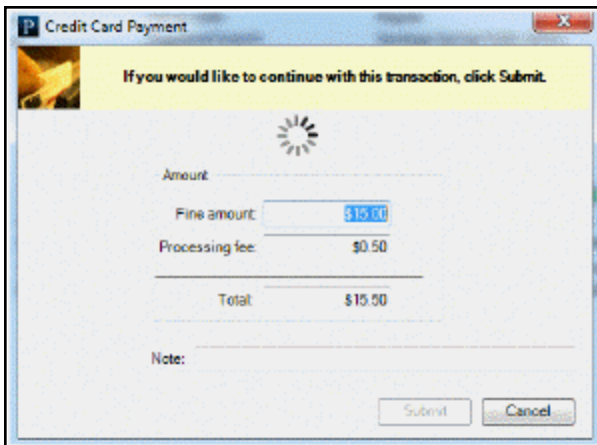 P Credit Card Payment X
If you would like to continue with this transaction, click Submit.
Amount
Fine amount: $15.00
Processing fee: $0.50
Total: $15.50
Note:
Submit Cancel